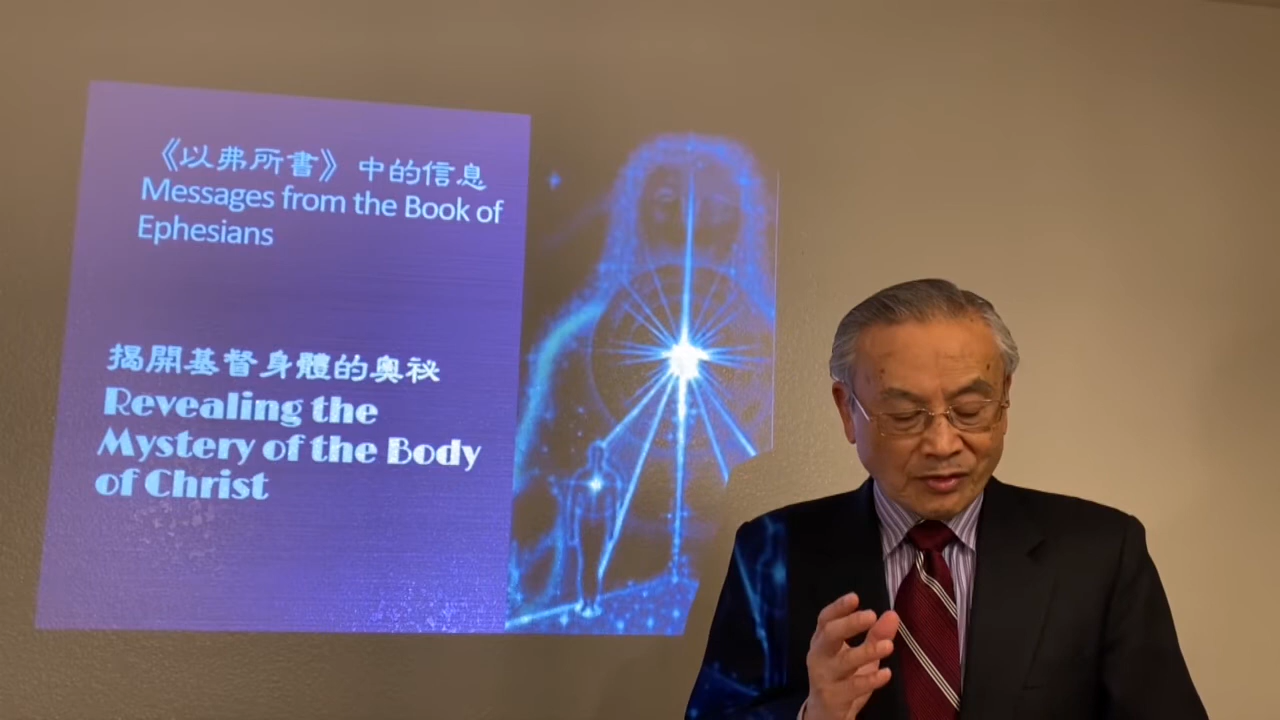 《以弗所書》中的信息
Messages from the Book of
Ephesians
揭開基督身體的奧祕
Revealing the
Mystery of the Body
of Christ